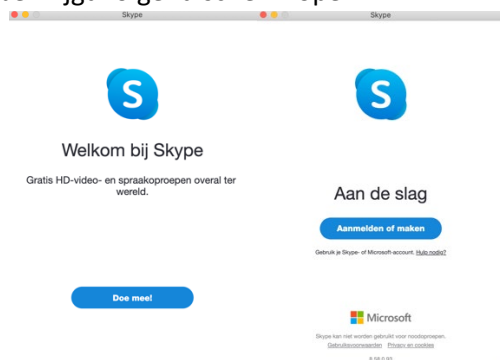 Skype
Welkom bij Skype
Gratis HD-video- en spraakoproepen overal ter
wereld.
Doe mee!
Skype
Aan de slag
Aanmelden of maken
Gebruik je Skype- of Microsoft-account. Hulp nodig?
Microsoft
Skype kan niet worden gebruikt voor noodoproepen.
Gebruiksvoorwaarden Privacy en cookies